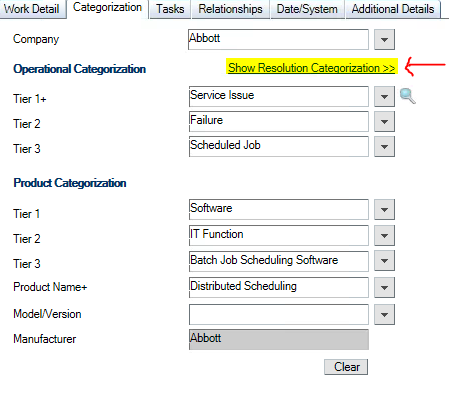 Work Detail Categorization Tasks Relationships Date/System Additional Details
Company Abbott
Operational Categorization Show Resolution Categorization >>
Tier 1+ Service Issue
Tier 2 Failure
Tier 3 Scheduled Job
Product Categorization
Tier 1 Software
Tier 2 IT Function
Tier 3 Batch Job Scheduling Software
Product Name+ Distributed Scheduling
Model/Version
Manufacturer Abbott
Clear